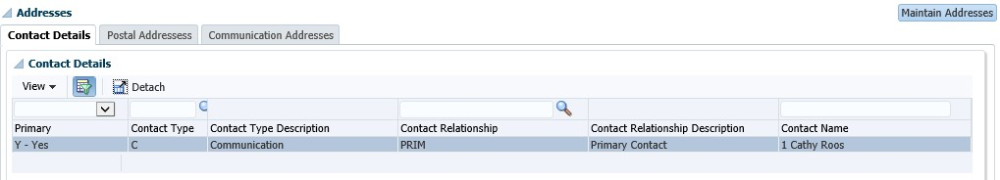 Addresses Maintain Addresses
Contact Details Postal Addressess Communication Addresses
Contact Details
View Detach
Primary Contact Type Contact Type Description Contact Relationship Contact Relationship Description Contact Name
Y - Yes C Communication PRIM Primary Contact 1 Cathy Roos